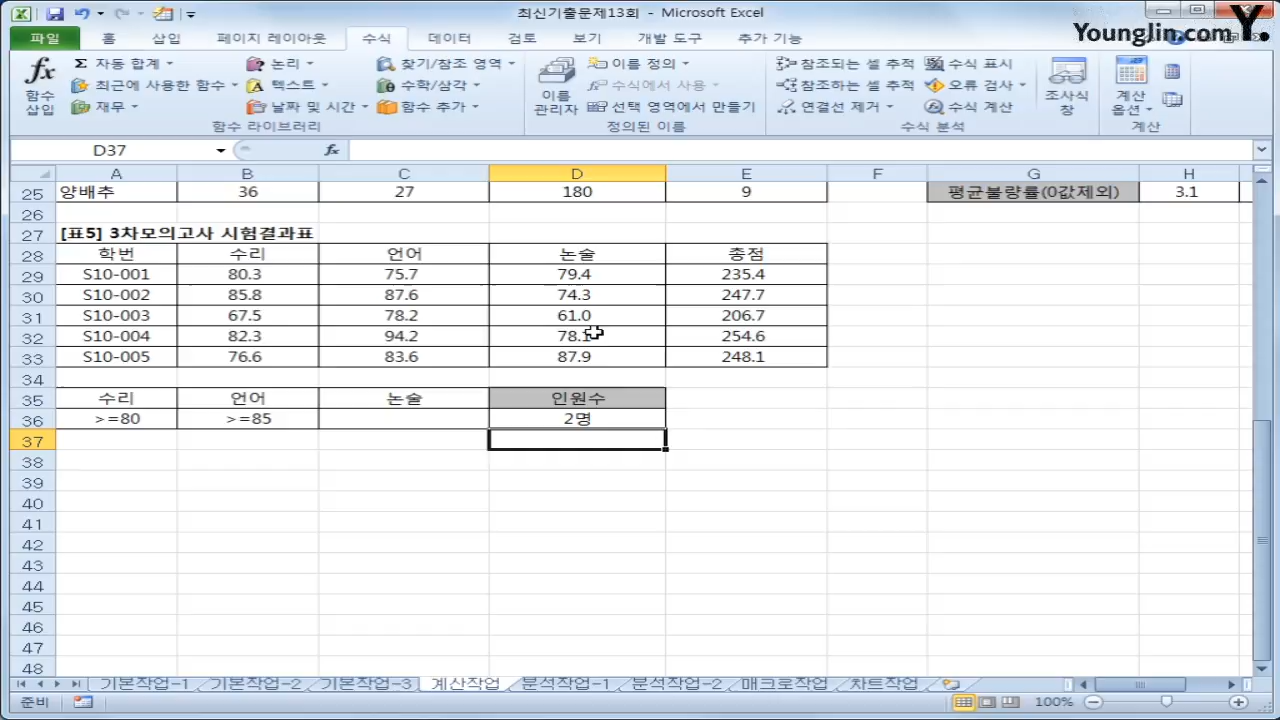 최신기출문제13회 - Microsoft Excel
Younglin.com Y.
파일 홈 삽입 페이지 레이아웃 수식 데이터 검토 보기 개발 도구 추가 기능
fx 함수 삽입
Σ 자동 합계
최근에 사용한 함수
재무
논리
텍스트
날짜 및 시간
찾기/참조 영역
수학/삼각
함수 추가
함수 라이브러리
이름 관리자
이름 정의
수식에서 사용
선택 영역에서 만들기
정의된 이름
참조되는 셀 추적
참조하는 셀 추적
연결선 제거
수식 표시
오류 검사
수식 계산
수식 분석
조사식 창
계산 옵션
계산
D37 fx
A B C D E F G H
25 양배추 36 27 180 9 평균불량률(0값제외) 3.1
26
27 [표5] 3차모의고사 시험결과표
28 학번 수리 언어 논술 총점
29 S10-001 80.3 75.7 79.4 235.4
30 S10-002 85.8 87.6 74.3 247.7
31 S10-003 67.5 78.2 61.0 206.7
32 S10-004 82.3 94.2 78.1 254.6
33 S10-005 76.6 83.6 87.9 248.1
34
35 수리 언어 논술 인원수
36 >=80 >=85 2명
37
38
39
40
41
42
43
44
45
46
47
48
기본작업-1 기본작업-2 기본작업-3 계산작업 분석작업-1 분석작업-2 매크로작업 차트작업
준비 100%